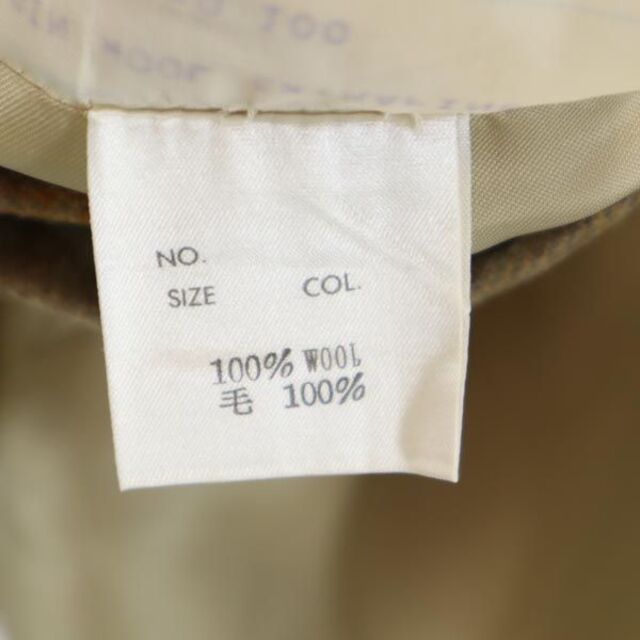 NO.
SIZE COL.
100% WOOL
毛 100%